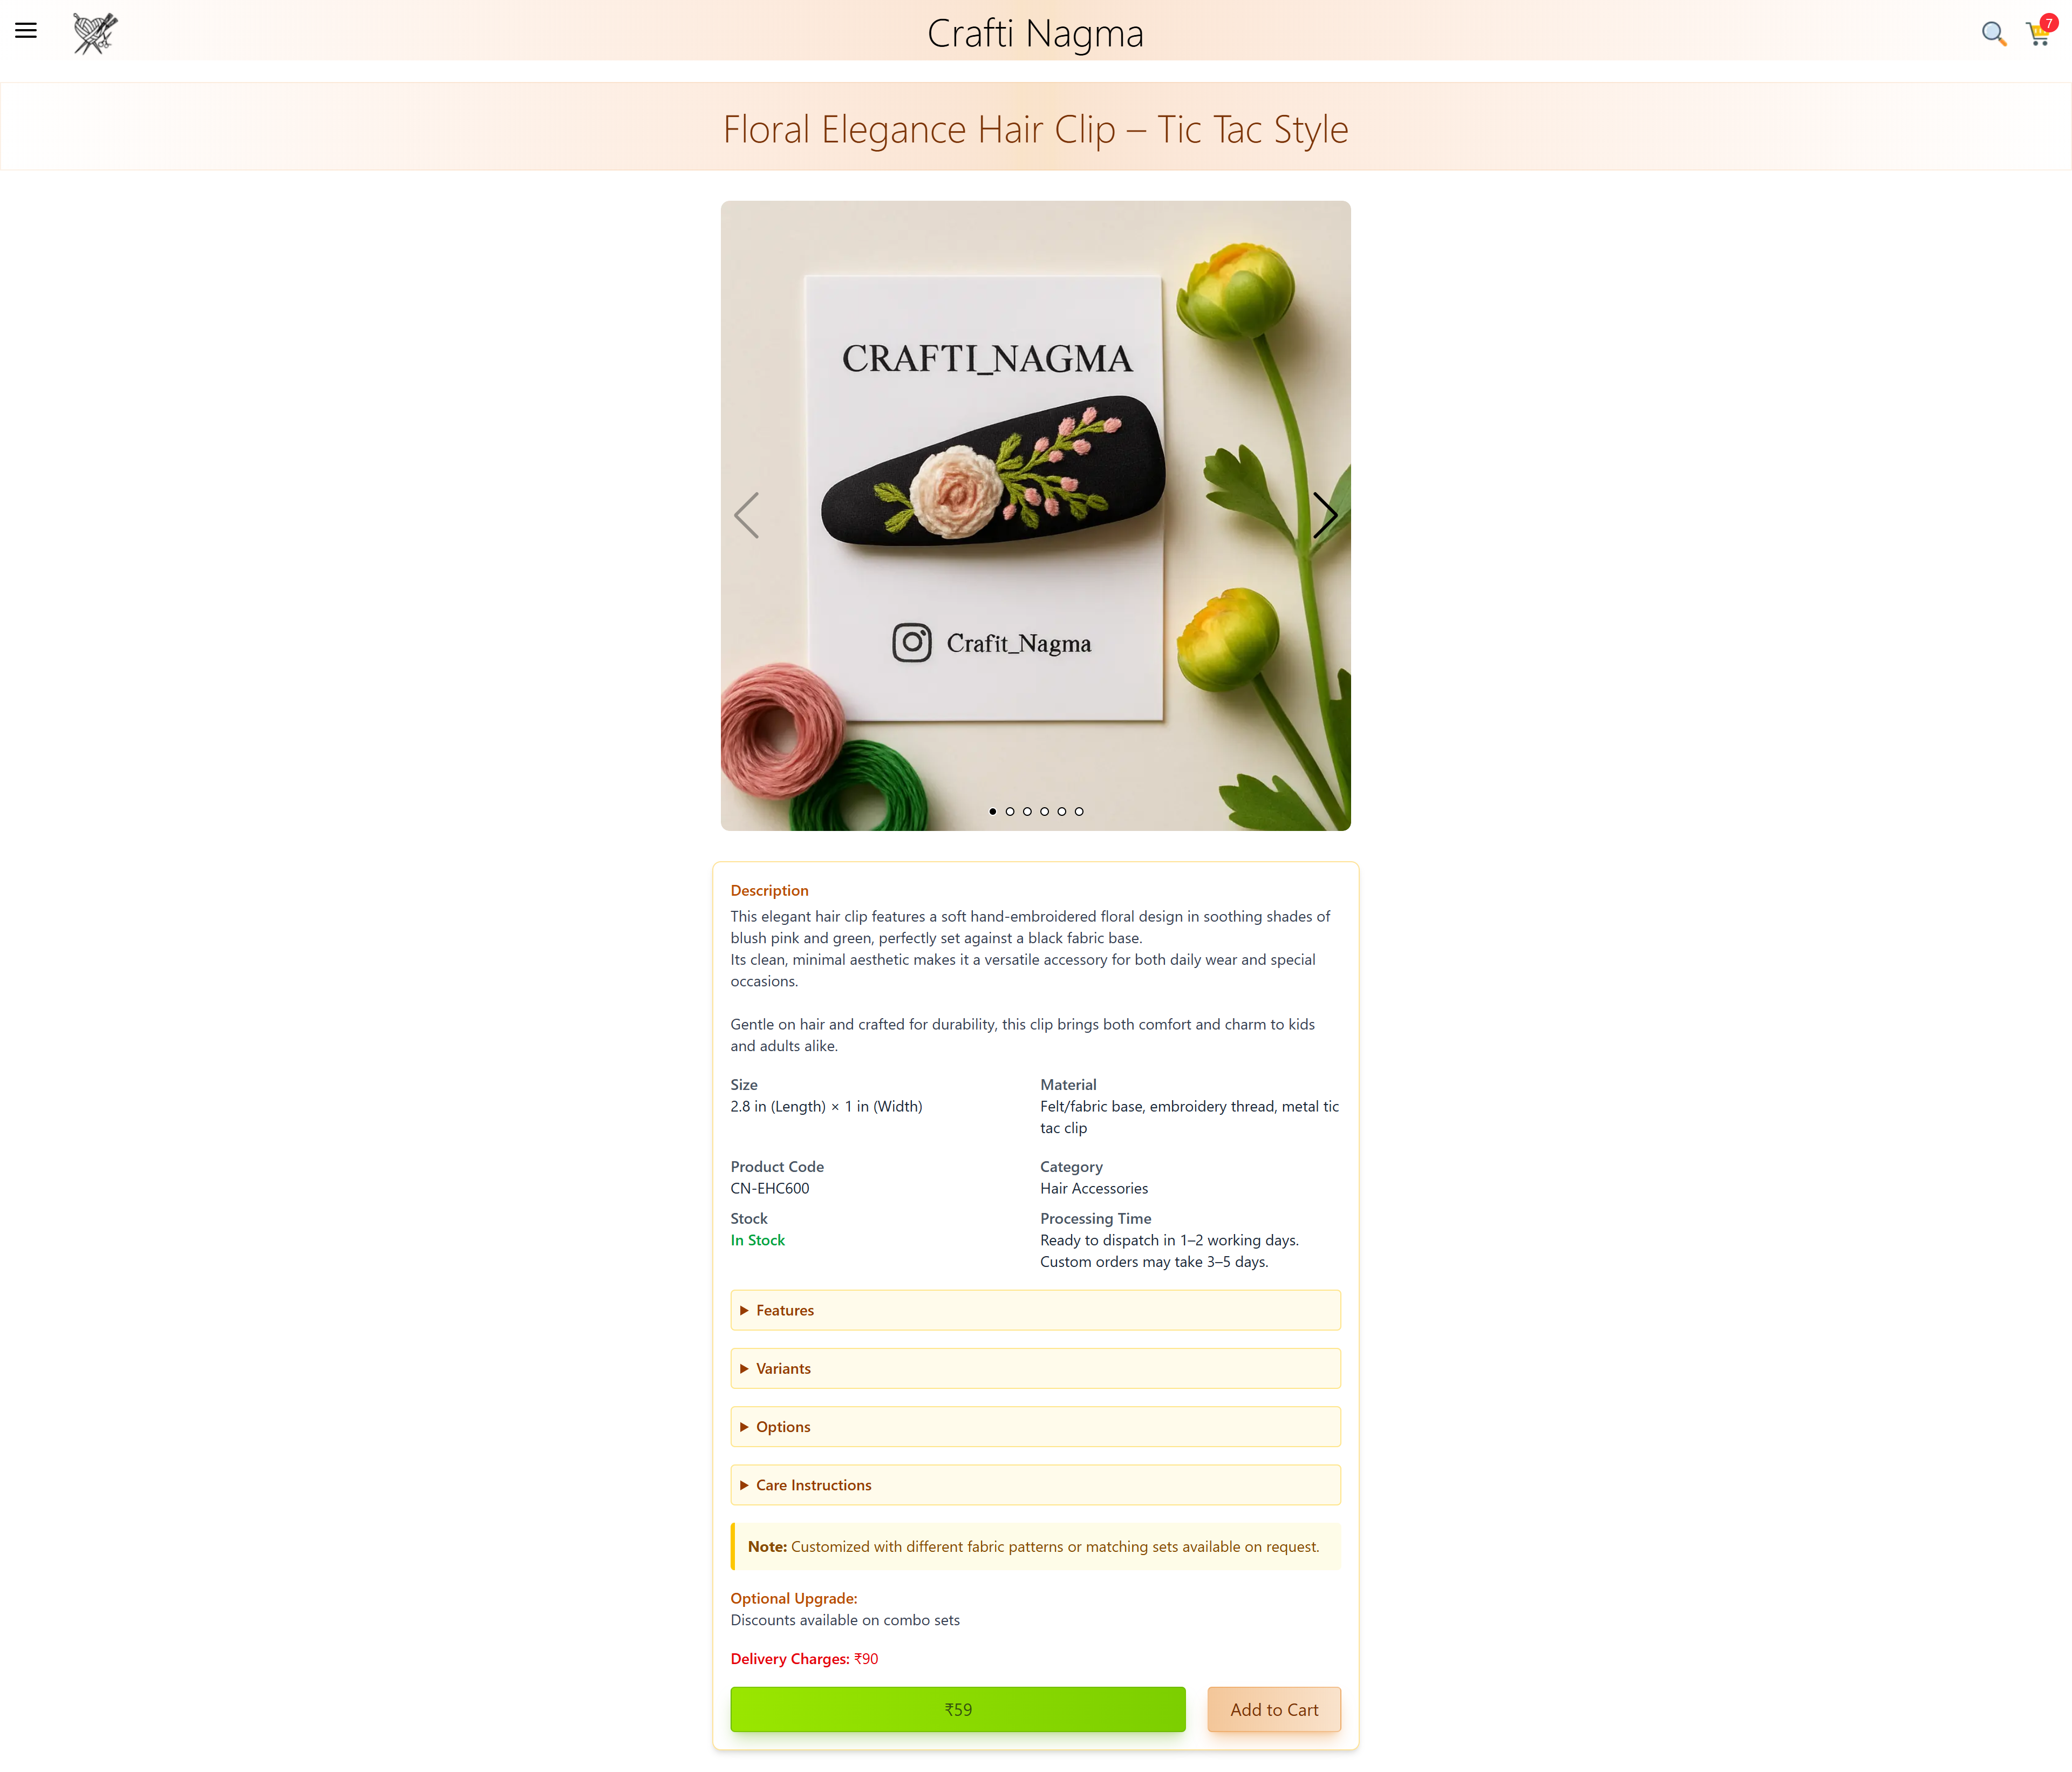 Crafti Nagma
7
Floral Elegance Hair Clip – Tic Tac Style
CRAFTI_NAGMA
Crafit_Nagma
Description
This elegant hair clip features a soft hand-embroidered floral design in soothing shades of
blush pink and green, perfectly set against a black fabric base.
Its clean, minimal aesthetic makes it a versatile accessory for both daily wear and special
occasions.
Gentle on hair and crafted for durability, this clip brings both comfort and charm to kids
and adults alike.
Size
2.8 in (Length) × 1 in (Width)
Material
Felt/fabric base, embroidery thread, metal tic
tac clip
Product Code
CN-EHC600
Category
Hair Accessories
Stock
In Stock
Processing Time
Ready to dispatch in 1–2 working days.
Custom orders may take 3–5 days.
Features
Variants
Options
Care Instructions
Note: Customized with different fabric patterns or matching sets available on request.
Optional Upgrade:
Discounts available on combo sets
Delivery Charges: ₹90
₹59
Add to Cart